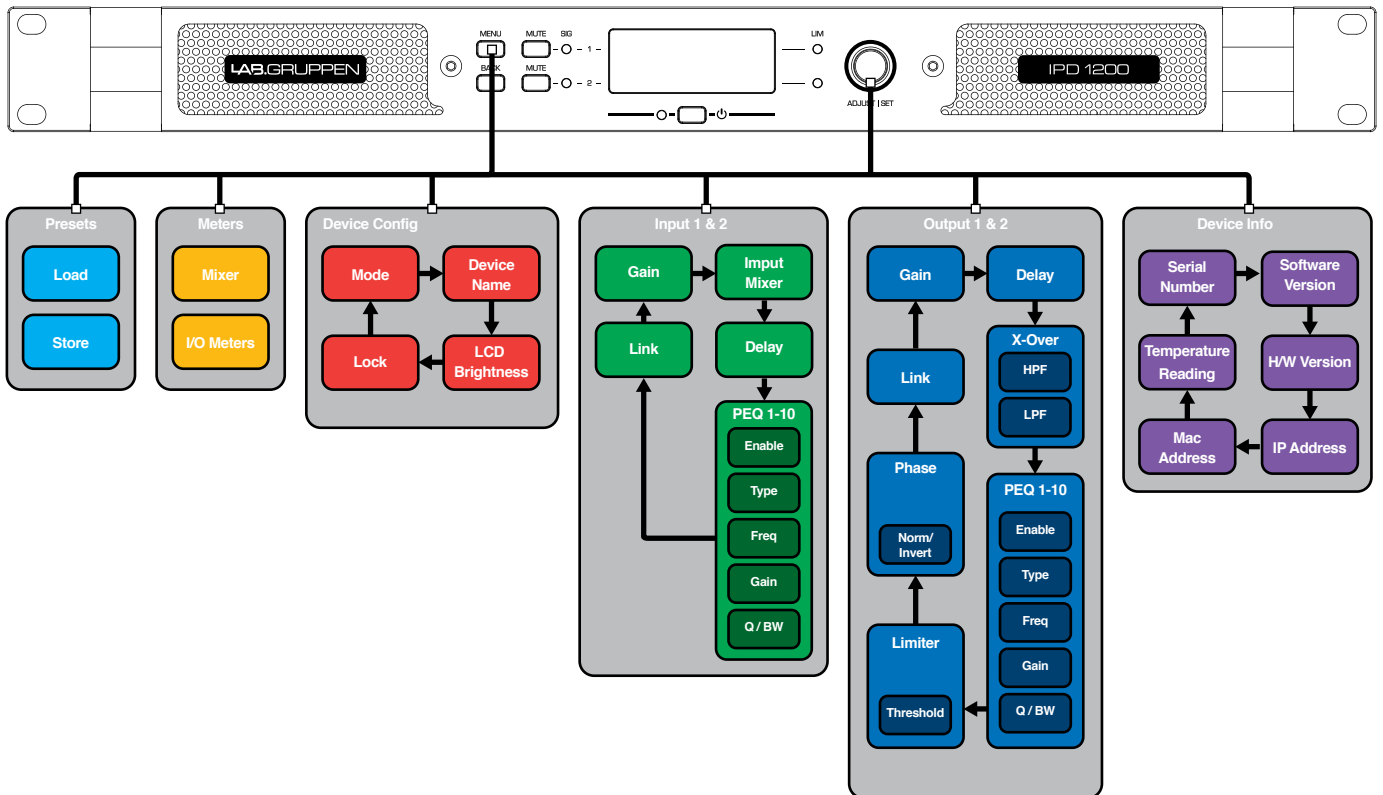 MENU
MUTE
SIG
LIM
1
LAB.GRUPPEN
BACK
MUTE
IPD 1200
2
ADJUST | SET
Presets
Load
Store
Meters
Mixer
I/O Meters
Device Config
Mode
Device
Name
Lock
LCD
Brightness
Input 1 & 2
Gain
Imput
Mixer
Link
Delay
PEQ 1-10
Enable
Type
Freq
Gain
Q / BW
Output 1 & 2
Gain
Delay
X-Over
HPF
LPF
Link
Phase
Norm/
Invert
PEQ 1-10
Enable
Type
Freq
Gain
Q / BW
Limiter
Threshold
Device Info
Serial
Number
Software
Version
Temperature
Reading
H/W Version
Mac
Address
IP Address